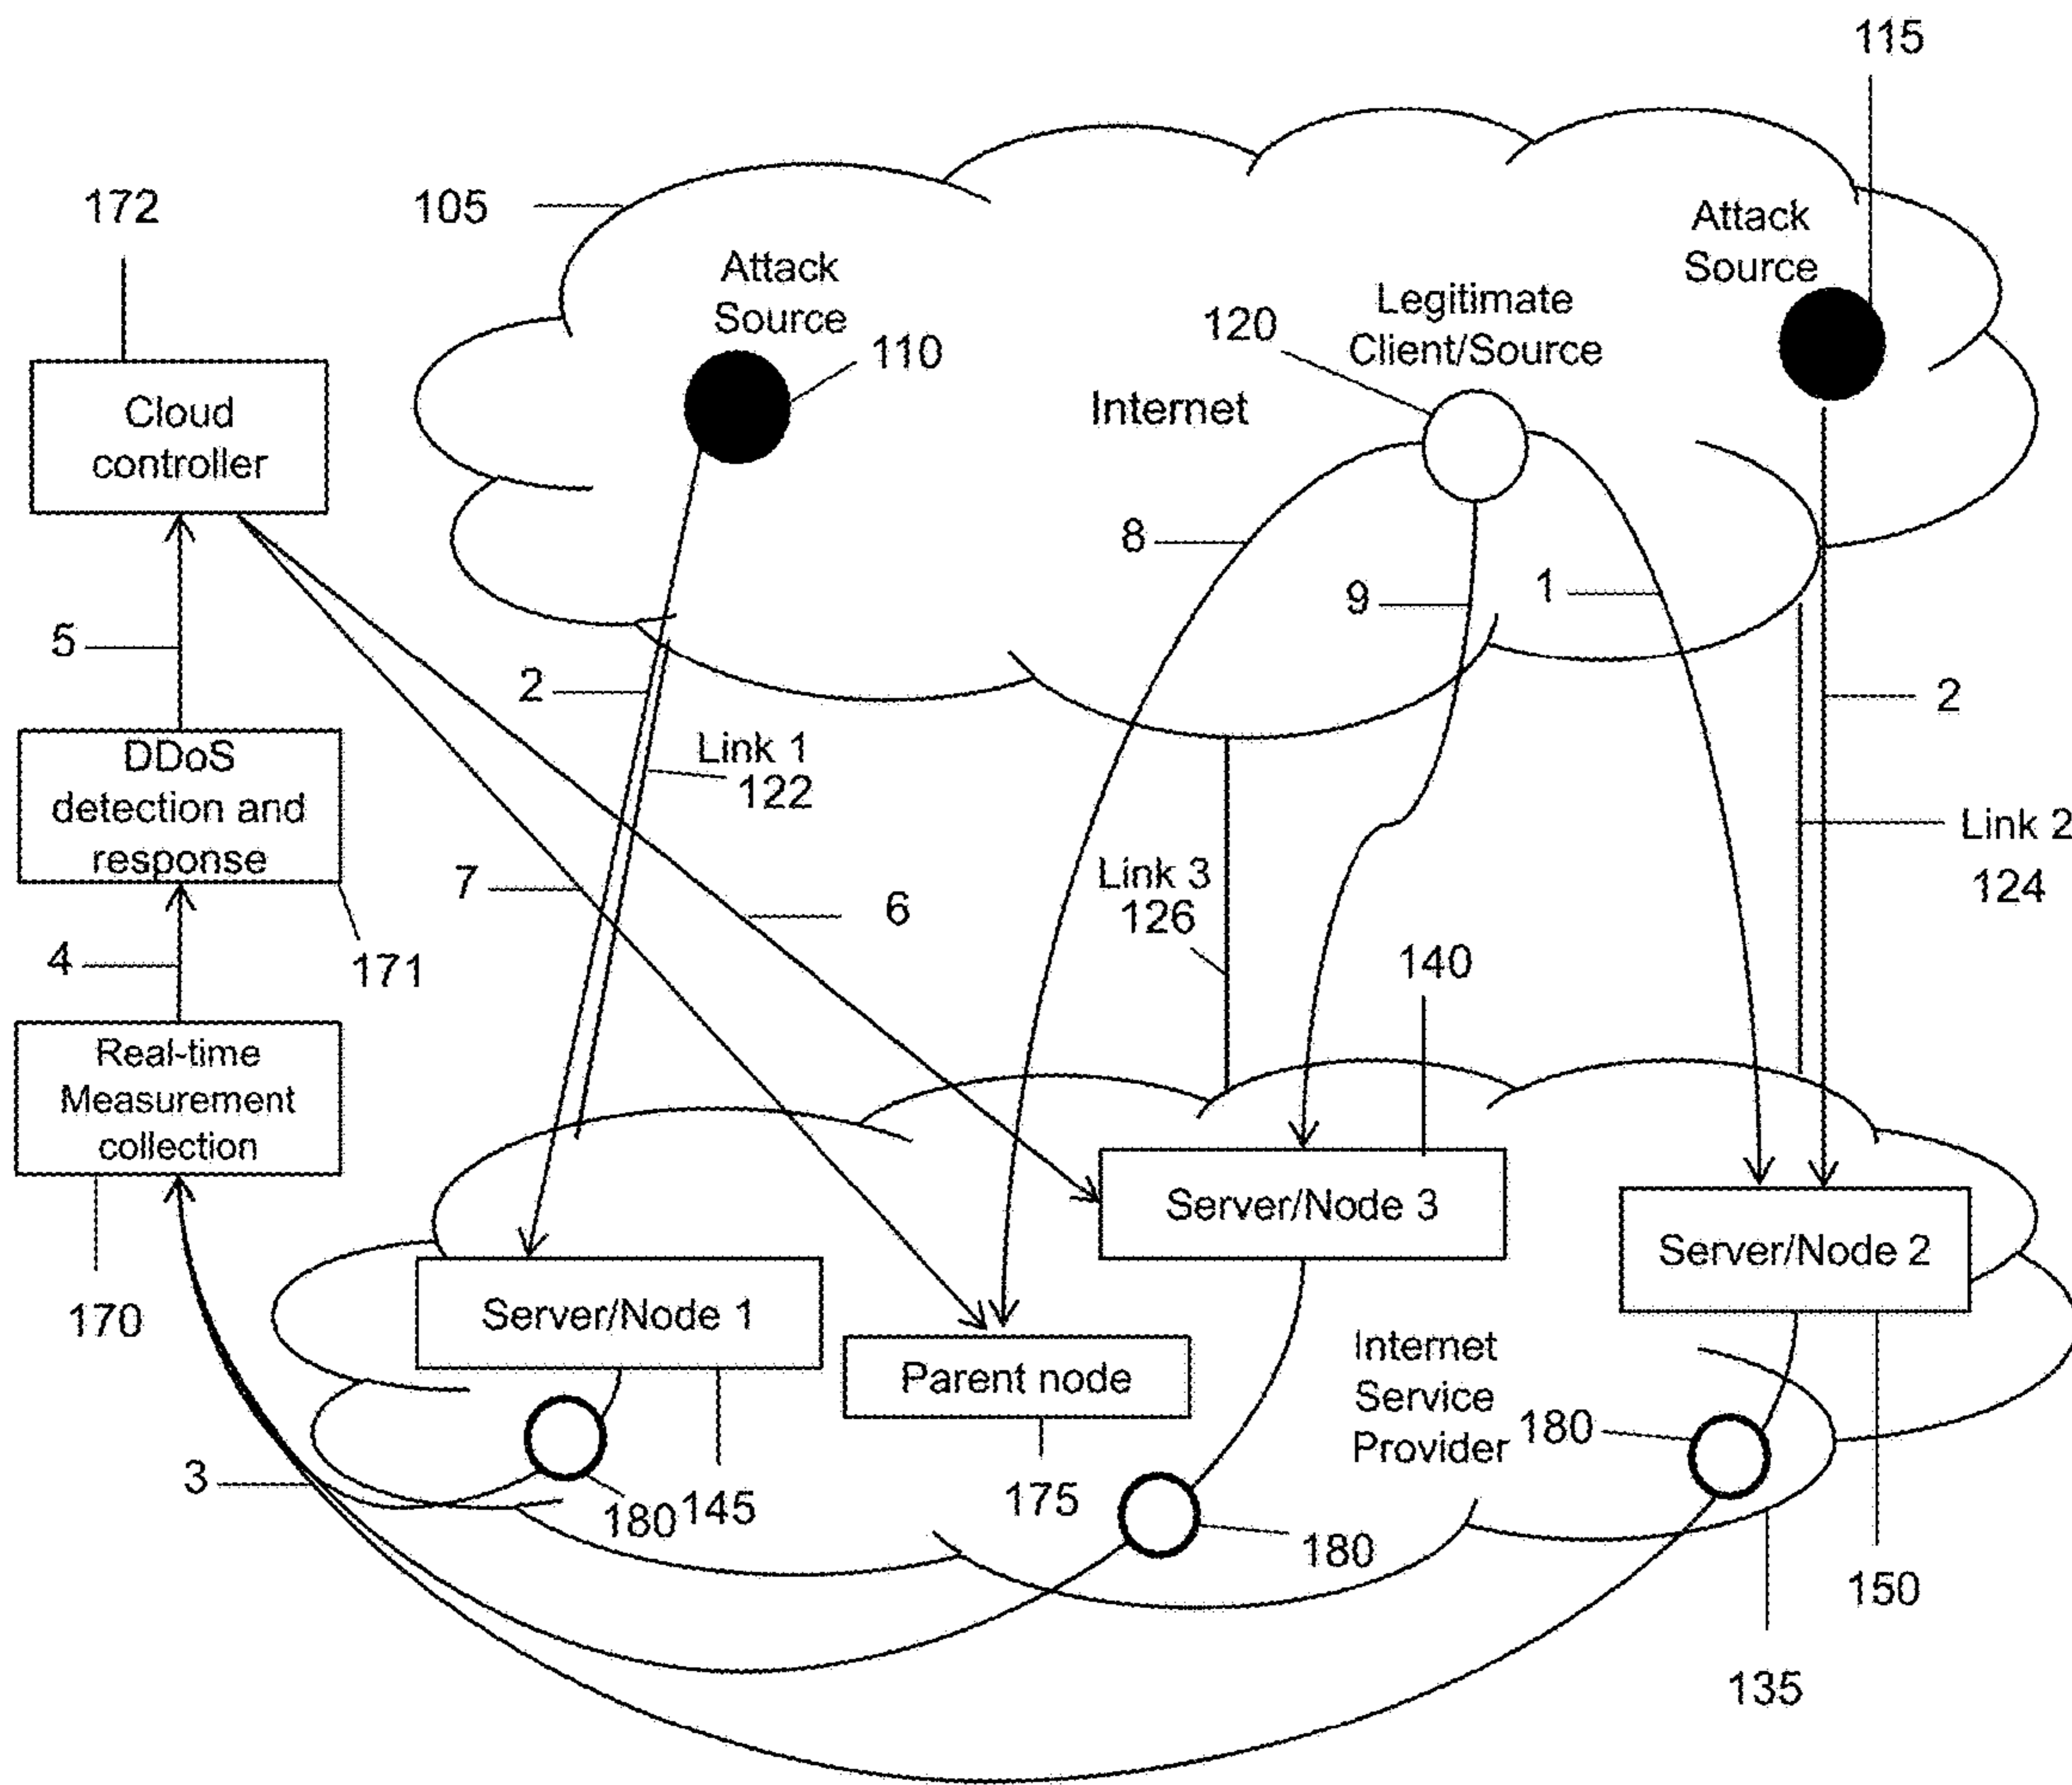 115
172
105
Attack
Source
110
120
Legitimate
Client/Source
Attack
Source
Internet
Cloud
controller
8
9
1
5
2
2
Link 1
122
DDoS
detection and
response
Link 2
124
7
6
Link 3
126
4
171
140
Real-time
Measurement
collection
170
Server/Node 3
Server/Node 2
Server/Node 1
Parent node
Internet
Service
Provider
180
3
180
145
175
180
150
135